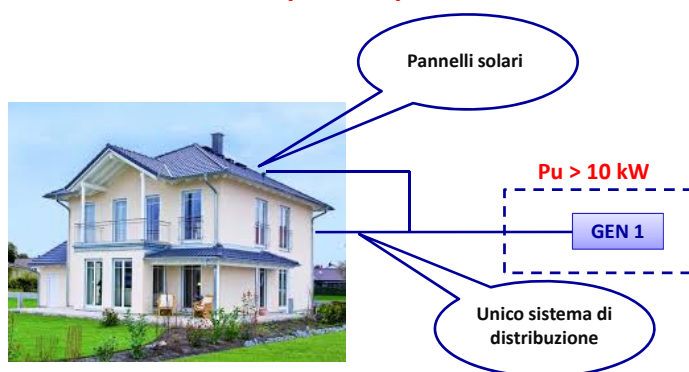 Pannelli solari
Pu > 10 kW
GEN 1
Unico sistema di
distribuzione